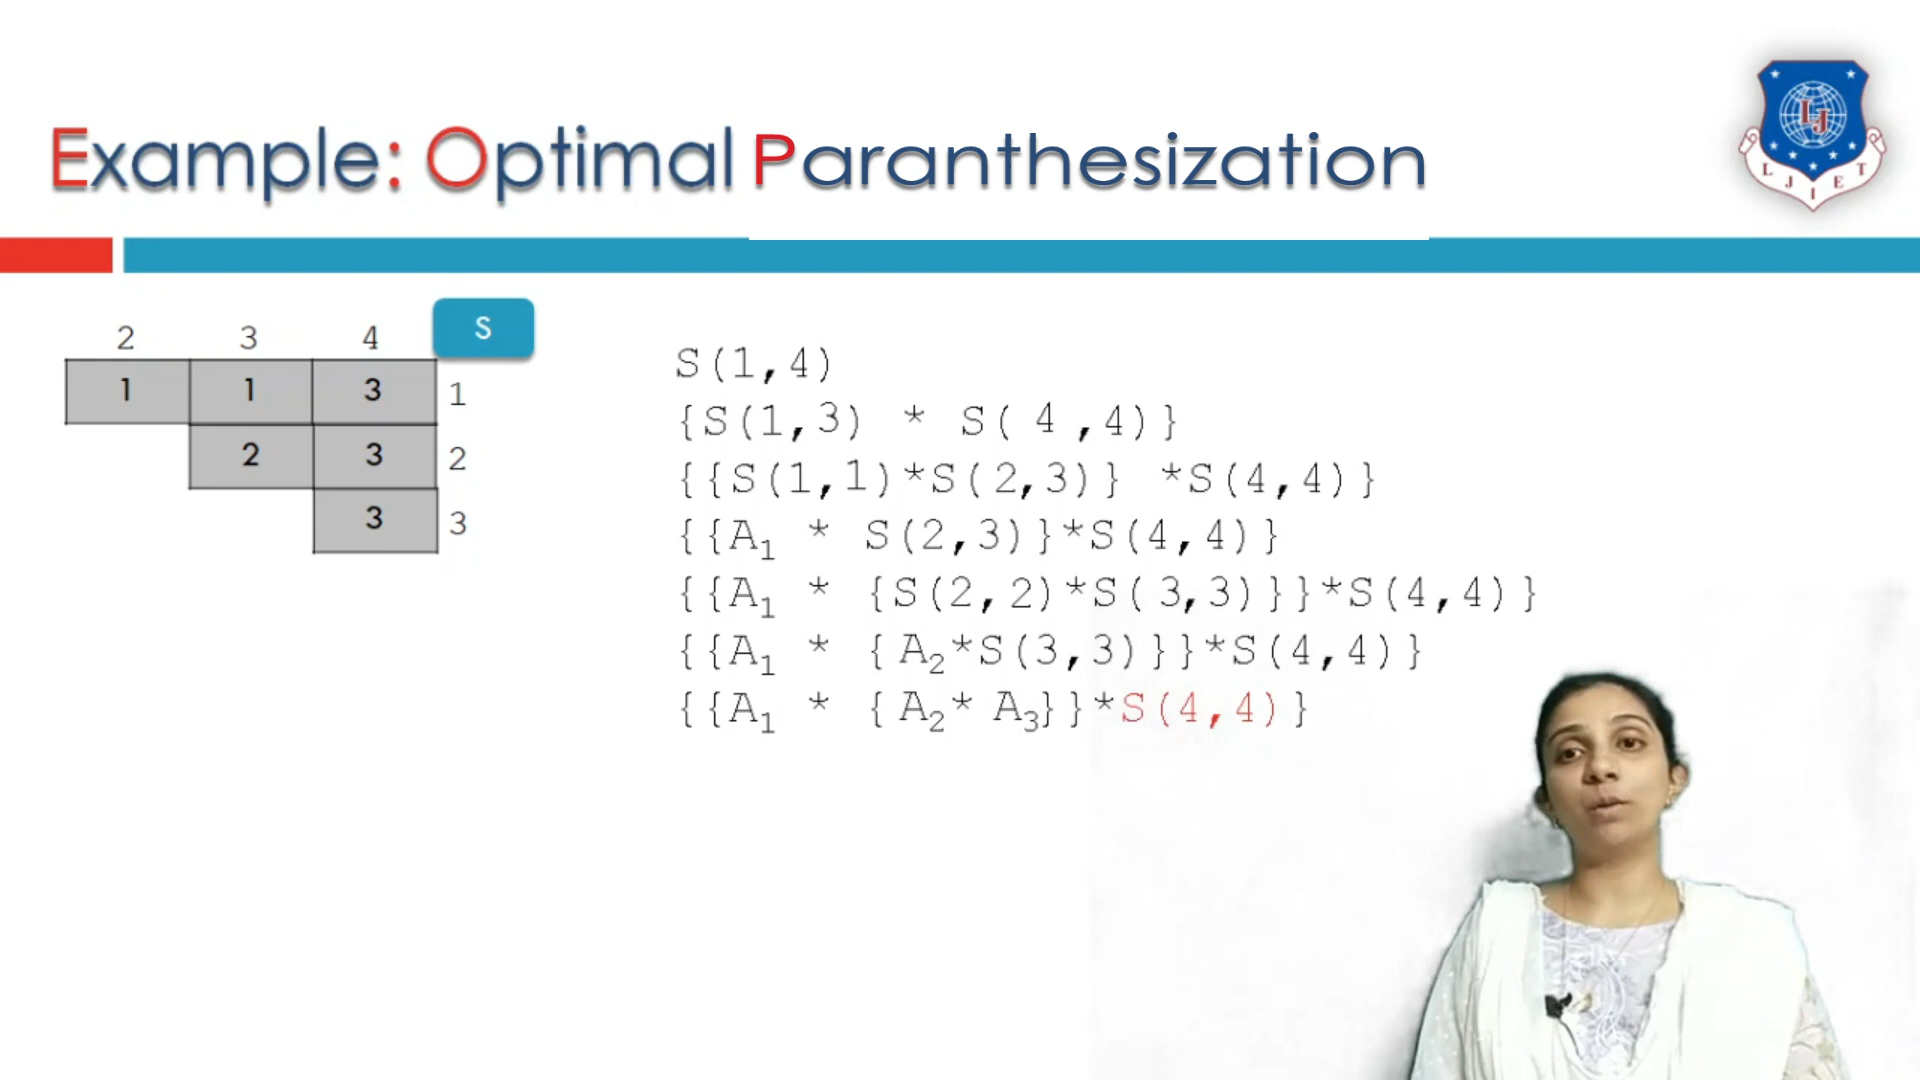 Example: Optimal Paranthesization
L J I E T
LJ
S
2 3 4
1 1 3 1
2 3 2
3 3
S(1,4)
{S(1,3) * S( 4 ,4)}
{{S(1,1)*S(2,3)} *S(4,4)}
{{A₁ * S(2,3)}*S(4,4)}
{{A₁ * {S(2,2)*S(3,3)}}*S(4,4)}
{{A₁ * {A₂*S(3,3)}}*S(4,4)}
{{A₁ * {A₂* A₃}}*S(4,4)}